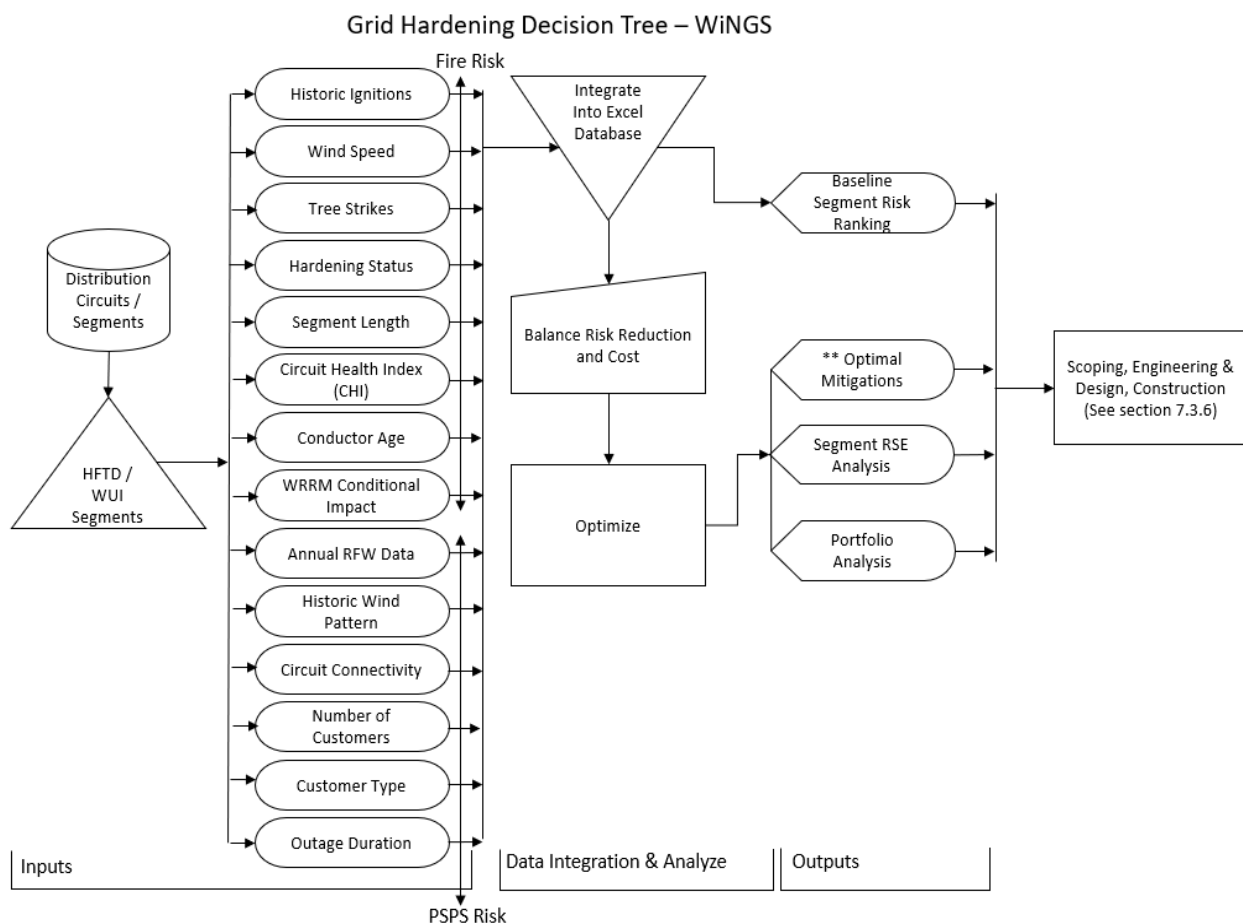 Grid Hardening Decision Tree – WiNGS
Fire Risk
Distribution
Circuits /
Segments
HFTD /
WUI
Segments
Historic Ignitions
Wind Speed
Tree Strikes
Hardening Status
Segment Length
Circuit Health Index
(CHI)
Conductor Age
WRRM Conditional
Impact
Annual RFW Data
Historic Wind
Pattern
Circuit Connectivity
Number of
Customers
Customer Type
Outage Duration
PSPS Risk
Integrate
Into Excel
Database
Balance Risk Reduction
and Cost
Optimize
Baseline
Segment Risk
Ranking
** Optimal
Mitigations
Segment RSE
Analysis
Portfolio
Analysis
Scoping, Engineering &
Design, Construction
(See section 7.3.6)
Inputs
Data Integration & Analyze
Outputs